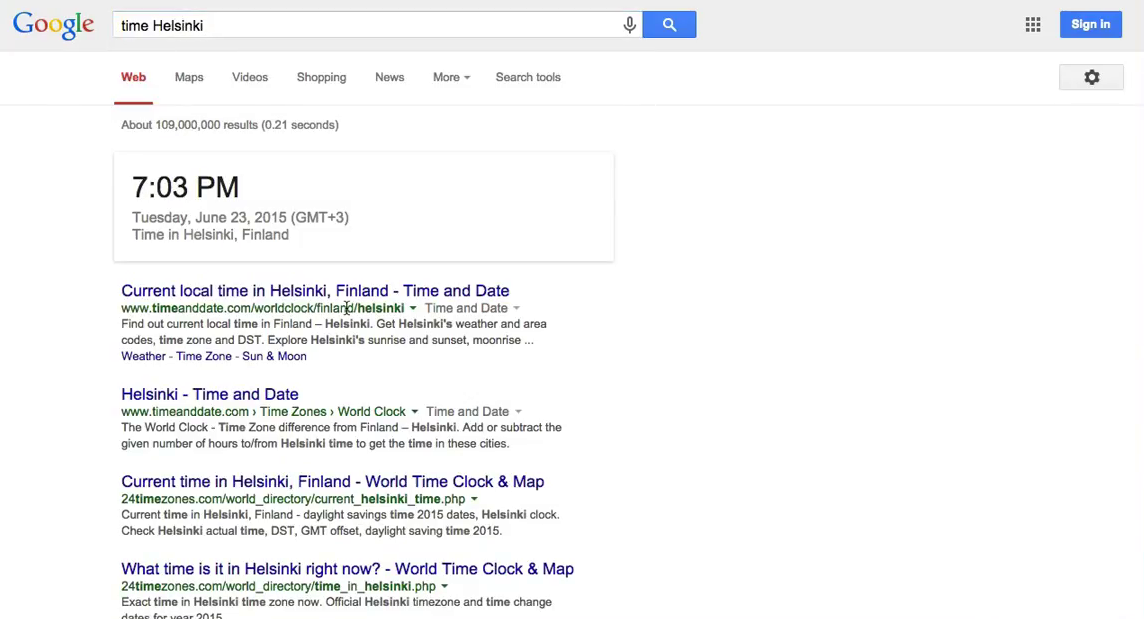 Google
time Helsinki
Sign in
Web Maps Videos Shopping News More Search tools
About 109,000,000 results (0.21 seconds)
7:03 PM
Tuesday, June 23, 2015 (GMT+3)
Time in Helsinki, Finland
Current local time in Helsinki, Finland - Time and Date
www.timeanddate.com/worldclock/finland/helsinki Time and Date
Find out current local time in Finland – Helsinki. Get Helsinki's weather and area
codes, time zone and DST. Explore Helsinki's sunrise and sunset, moonrise ...
Weather - Time Zone - Sun & Moon
Helsinki - Time and Date
www.timeanddate.com › Time Zones › World Clock Time and Date
The World Clock - Time Zone difference from Finland – Helsinki. Add or subtract the
given number of hours to/from Helsinki time to get the time in these cities.
Current time in Helsinki, Finland - World Time Clock & Map
24timezones.com/world_directory/current_helsinki_time.php
Current time in Helsinki, Finland - daylight savings time 2015 dates, Helsinki clock.
Check Helsinki actual time, DST, GMT offset, daylight saving time 2015.
What time is it in Helsinki right now? - World Time Clock & Map
24timezones.com/world_directory/time_in_helsinki.php
Exact time in Helsinki time zone now. Official Helsinki timezone and time change
dates for year 2015.